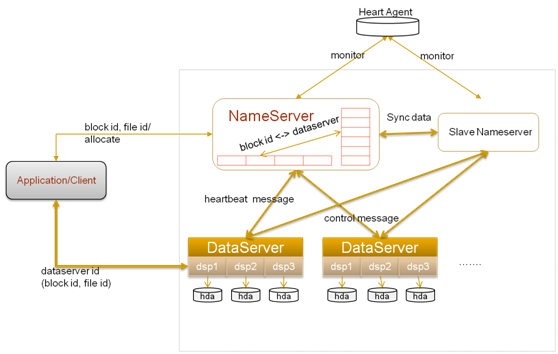 Heart Agent
monitor
monitor
NameServer
block id <-> dataserver
Sync data
Slave Nameserver
block id, file id/
allocate
Application/Client
heartbeat message
control message
DataServer
dsp1 dsp2 dsp3
hda hda hda
DataServer
dsp1 dsp2 dsp3
hda hda hda
.......
dataserver id
(block id, file id)